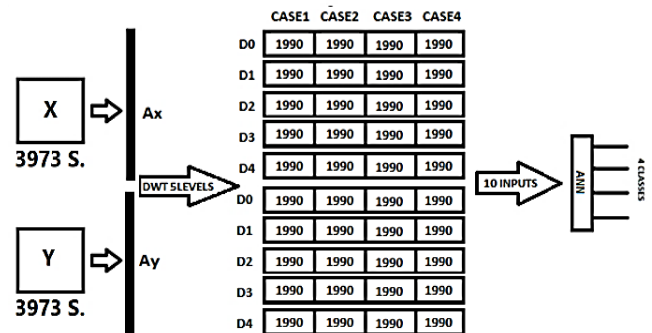 CASE1 CASE2 CASE3 CASE4
D0 1990 1990 1990 1990
D1 1990 1990 1990 1990
D2 1990 1990 1990 1990
D3 1990 1990 1990 1990
D4 1990 1990 1990 1990
D0 1990 1990 1990 1990
D1 1990 1990 1990 1990
D2 1990 1990 1990 1990
D3 1990 1990 1990 1990
D4 1990 1990 1990 1990
X
3973 S.
Ax
Y
3973 S.
Ay
DWT 5LEVELS
10 INPUTS
ANN
4 CLASSES